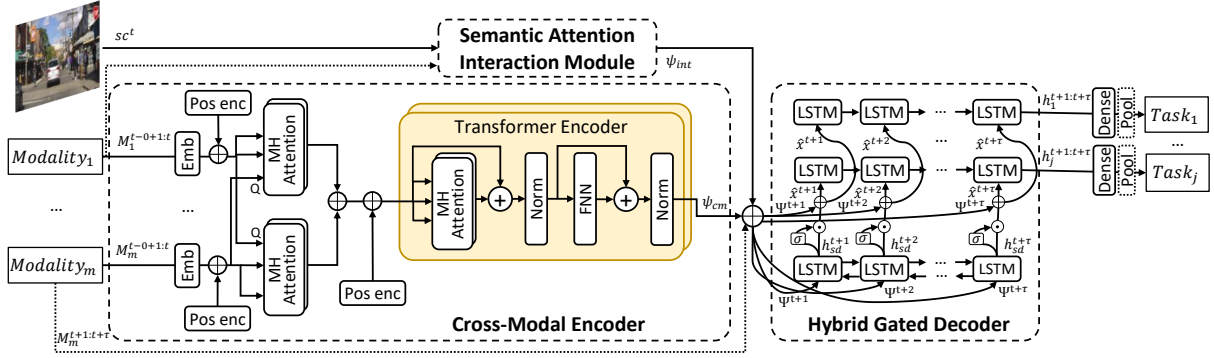 sc^t
Semantic Attention
Interaction Module
ψ_int
Modality_1
M_1^{t-0+1:t}
Emb
Pos enc
Q
MH
Attention
...
...
Modality_m
M_m^{t-0+1:t}
Emb
Pos enc
Q
MH
Attention
Pos enc
M_m^{t+1:t+τ}
Transformer Encoder
MH
Attention
Norm
FNN
Norm
ψ_cm
Cross-Modal Encoder
LSTM LSTM ... LSTM
h_1^{t+1:t+τ}
Dense
Pool
Task_1
x̂^{t+1} x̂^{t+2} ... x̂^{t+τ}
...
LSTM LSTM ... LSTM
h_j^{t+1:t+τ}
Dense
Pool
Task_j
x̂^{t+1} x̂^{t+2} x̂^{t+τ}
Ψ^{t+1} Ψ^{t+2} Ψ^{t+τ}
σ h_sd^{t+1} σ h_sd^{t+2} σ h_sd^{t+τ}
LSTM LSTM ... ... LSTM
Ψ^{t+1} Ψ^{t+2} Ψ^{t+τ}
Hybrid Gated Decoder